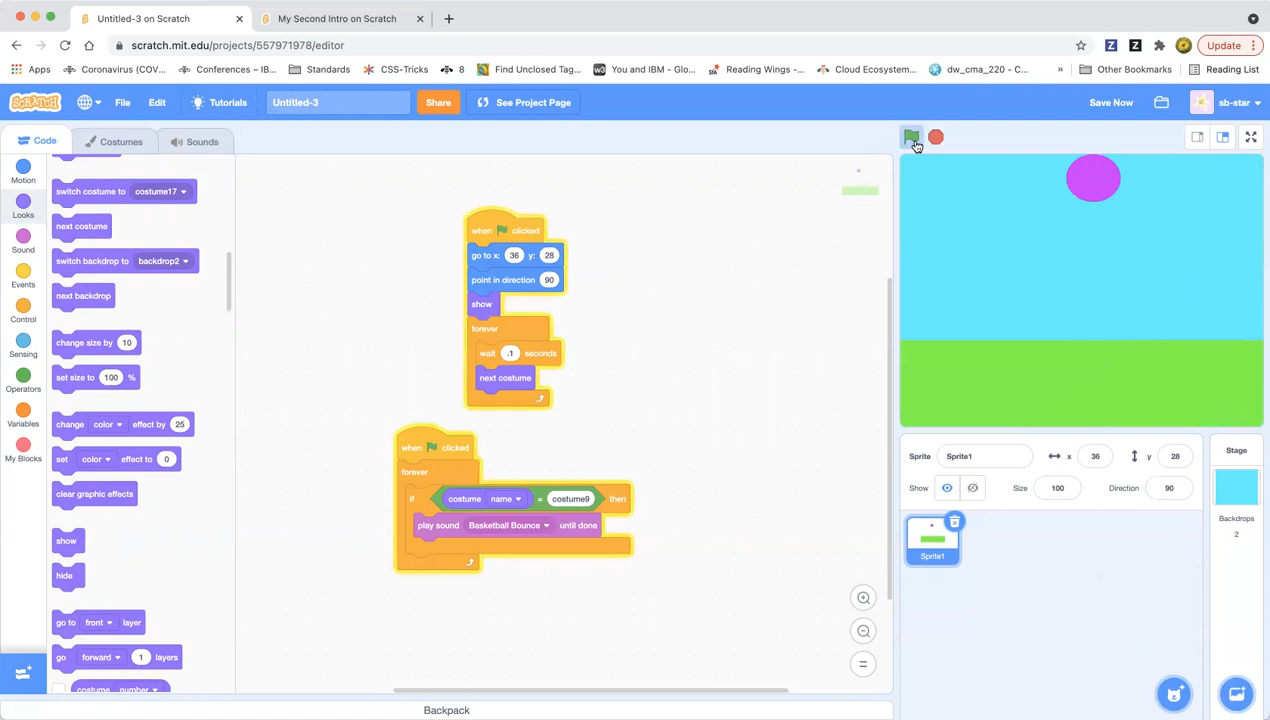 Untitled-3 on Scratch
My Second Intro on Scratch
scratch.mit.edu/projects/557971978/editor
Update
Apps
Coronavirus (COV...
Conferences – IB...
Standards
CSS-Tricks
8
Find Unclosed Tag...
You and IBM - Glo...
Reading Wings -...
Cloud Ecosystem...
dw_cma_220 - C...
»
Other Bookmarks
Reading List
SCRATCH
File
Edit
Tutorials
Untitled-3
Share
See Project Page
Save Now
sb-star
Code
Costumes
Sounds
Motion
Looks
Sound
Events
Control
Sensing
Operators
Variables
My Blocks
switch costume to costume17
next costume
switch backdrop to backdrop2
next backdrop
change size by 10
set size to 100 %
change color effect by 25
set color effect to 0
clear graphic effects
show
hide
go to front layer
go forward 1 layers
costume number
when clicked
go to x: 36 y: 28
point in direction 90
show
forever
wait .1 seconds
next costume
when clicked
forever
if costume name = costume9 then
play sound Basketball Bounce until done
Sprite Sprite1 x 36 y 28
Show Size 100 Direction 90
Sprite1
Stage
Backdrops
2
Backpack